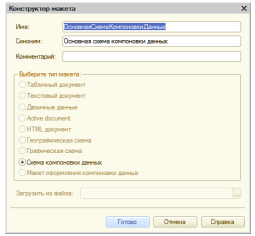 Конструктор макета
Имя: ОсновнаяСхемаКомпоновкиДанных
Синоним: Основная схема компоновки данных
Комментарий:
Выберите тип макета:
Табличный документ
Текстовый документ
Двоичные данные
Active document
HTML документ
Географическая схема
Графическая схема
Схема компоновки данных
Макет оформления компоновки данных
Загрузить из файла: ...
Готово Отмена Справка